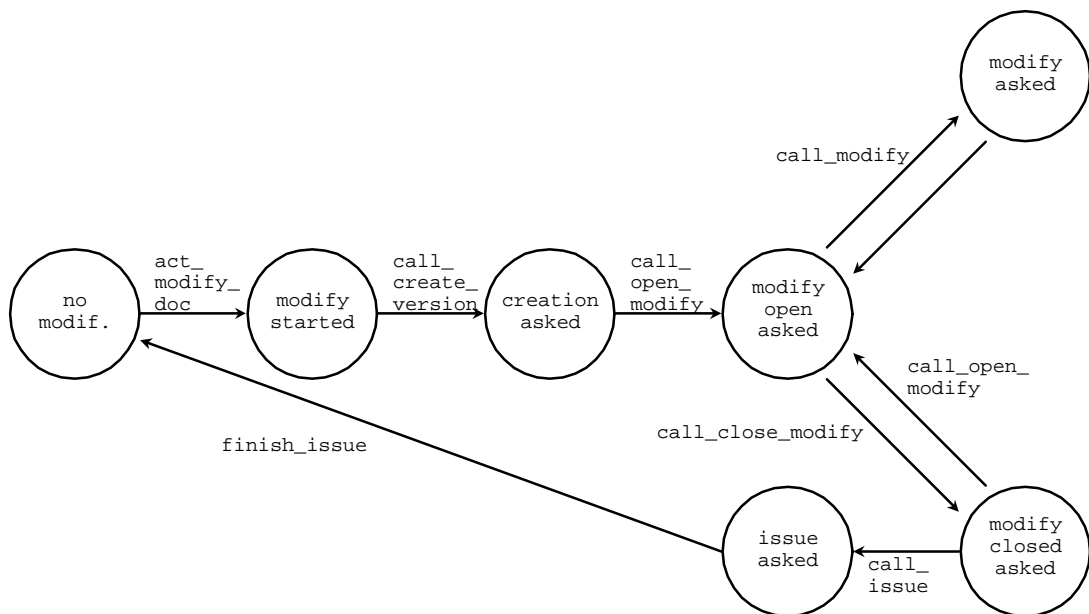 modify
asked
call_modify
act_
modify_
doc
call_
create_
version
call_
open_
modify
no
modif.
modify
started
creation
asked
modify
open
asked
call_open_
modify
call_close_modify
finish_issue
issue
asked
call_
issue
modify
closed
asked